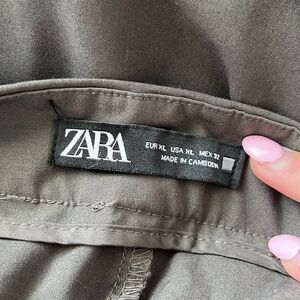 ZARA
EUR XL USA XL MEX 32
MADE IN CAMBODIA